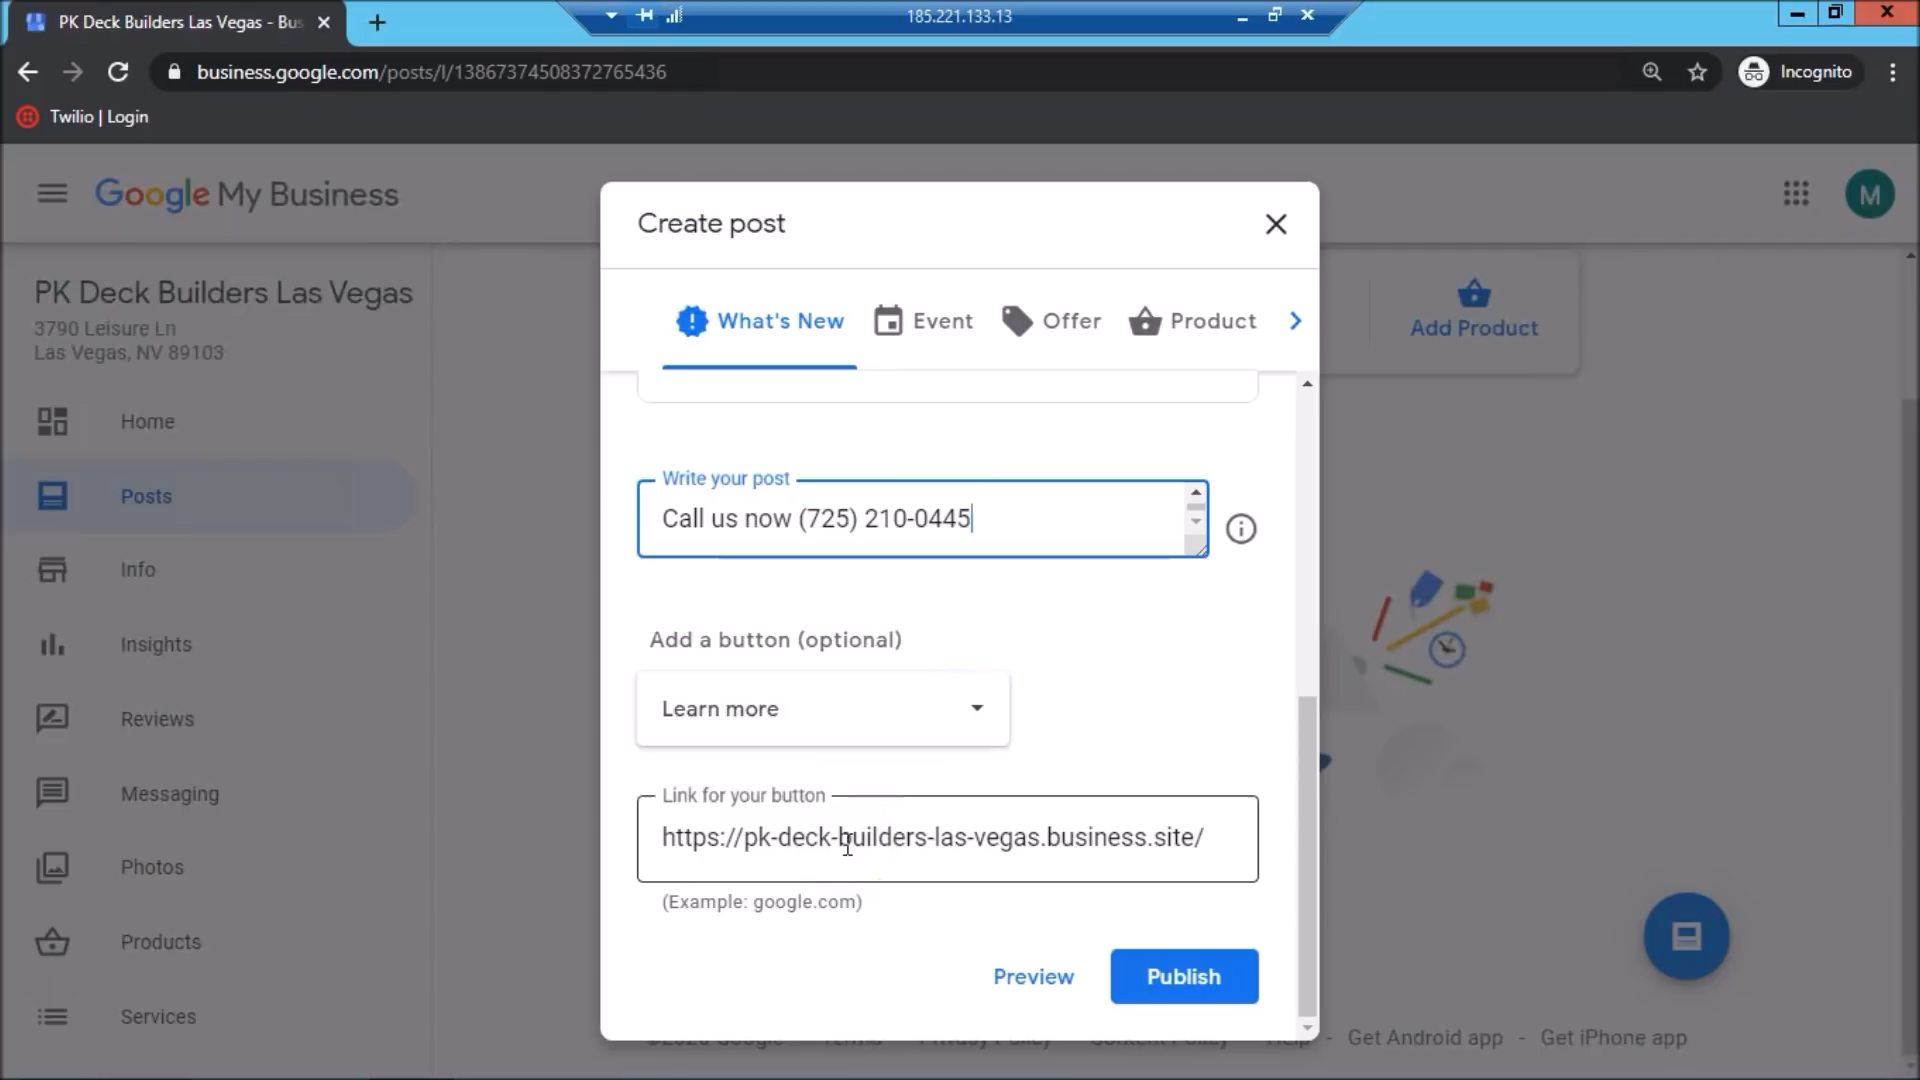 PK Deck Builders Las Vegas - Bus
185.221.133.13
business.google.com/posts/l/13867374508372765436
Incognito
Twilio | Login
Google My Business
M
PK Deck Builders Las Vegas
3790 Leisure Ln
Las Vegas, NV 89103
Home
Posts
Info
Insights
Reviews
Messaging
Photos
Products
Services
Add Product
Create post
What's New
Event
Offer
Product
Write your post
Call us now (725) 210-0445
Add a button (optional)
Learn more
Link for your button
https://pk-deck-builders-las-vegas.business.site/
(Example: google.com)
Preview
Publish
- Get Android app - Get iPhone app